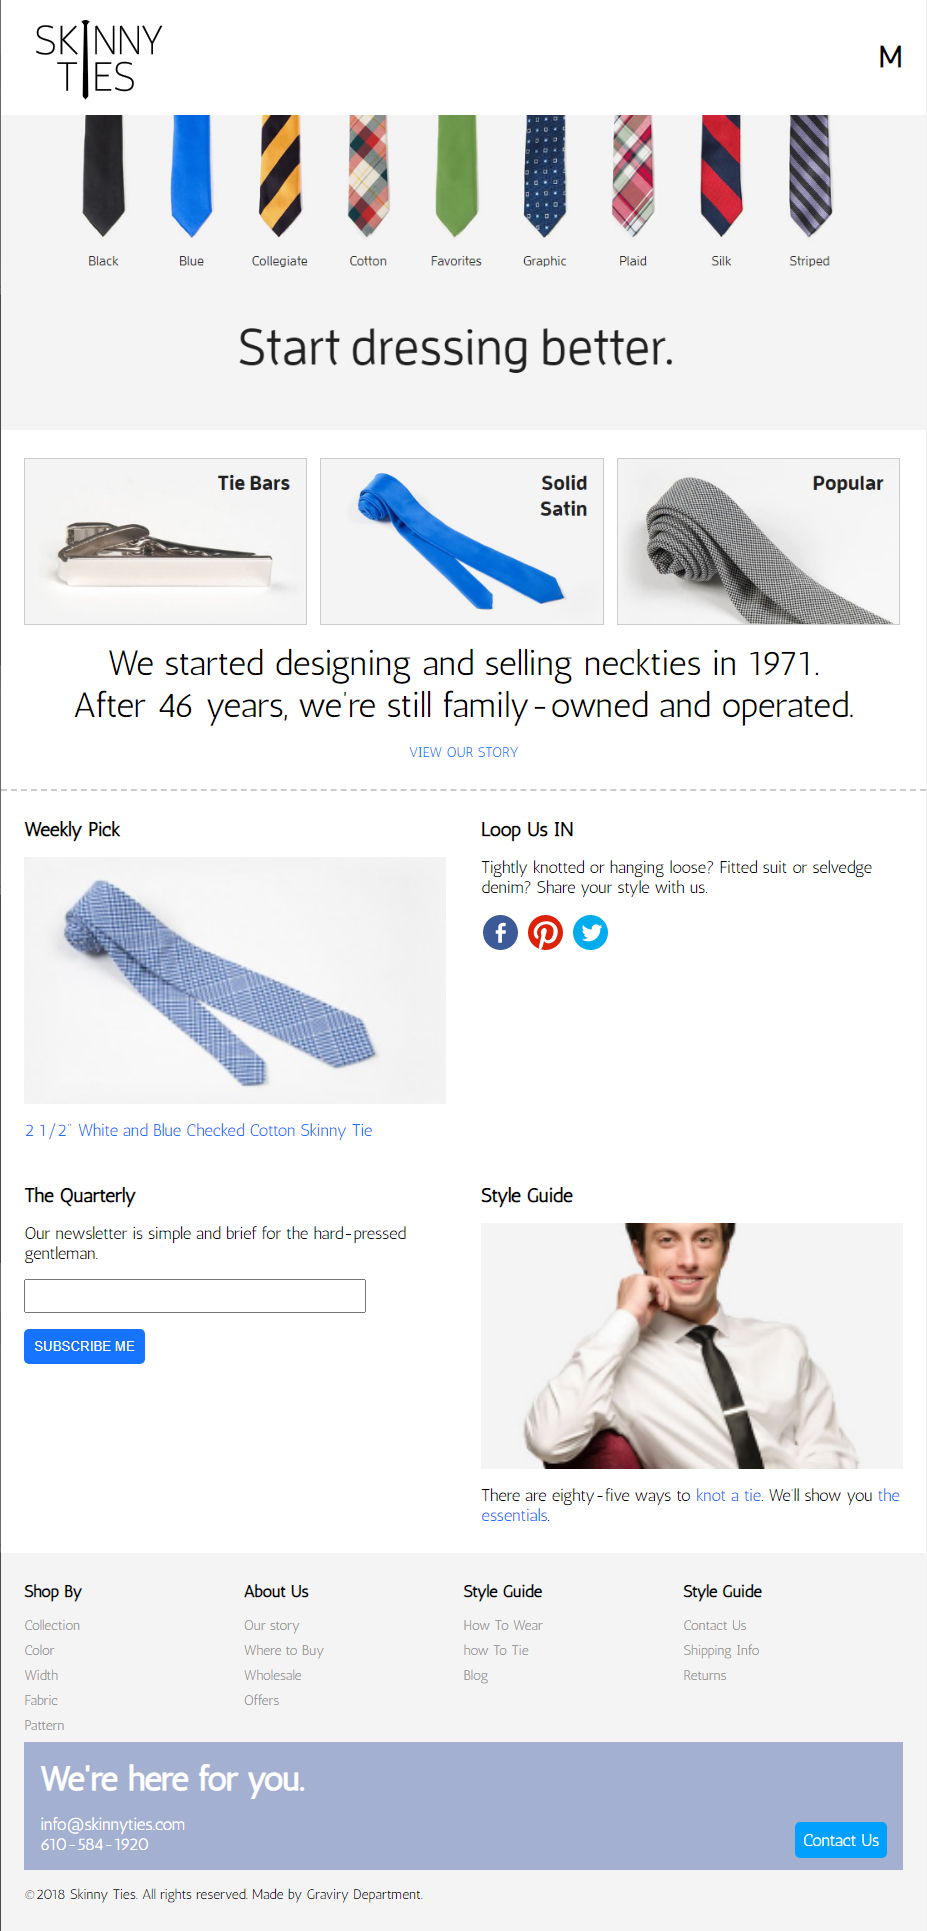 SKINNY
TIES
M
Black
Blue
Collegiate
Cotton
Favorites
Graphic
Plaid
Silk
Striped
Start dressing better.
Tie Bars
Solid
Satin
Popular
We started designing and selling neckties in 1971.
After 46 years, we're still family-owned and operated.
VIEW OUR STORY
Weekly Pick
2 1/2" White and Blue Checked Cotton Skinny Tie
Loop Us IN
Tightly knotted or hanging loose? Fitted suit or selvedge
denim? Share your style with us.
The Quarterly
Our newsletter is simple and brief for the hard-pressed
gentleman.
SUBSCRIBE ME
Style Guide
There are eighty-five ways to knot a tie. We'll show you the
essentials.
Shop By
Collection
Color
Width
Fabric
Pattern
About Us
Our story
Where to Buy
Wholesale
Offers
Style Guide
How To Wear
how To Tie
Blog
Style Guide
Contact Us
Shipping Info
Returns
We're here for you.
info@skinnyties.com
610-584-1920
Contact Us
©2018 Skinny Ties. All rights reserved. Made by Graviry Department.